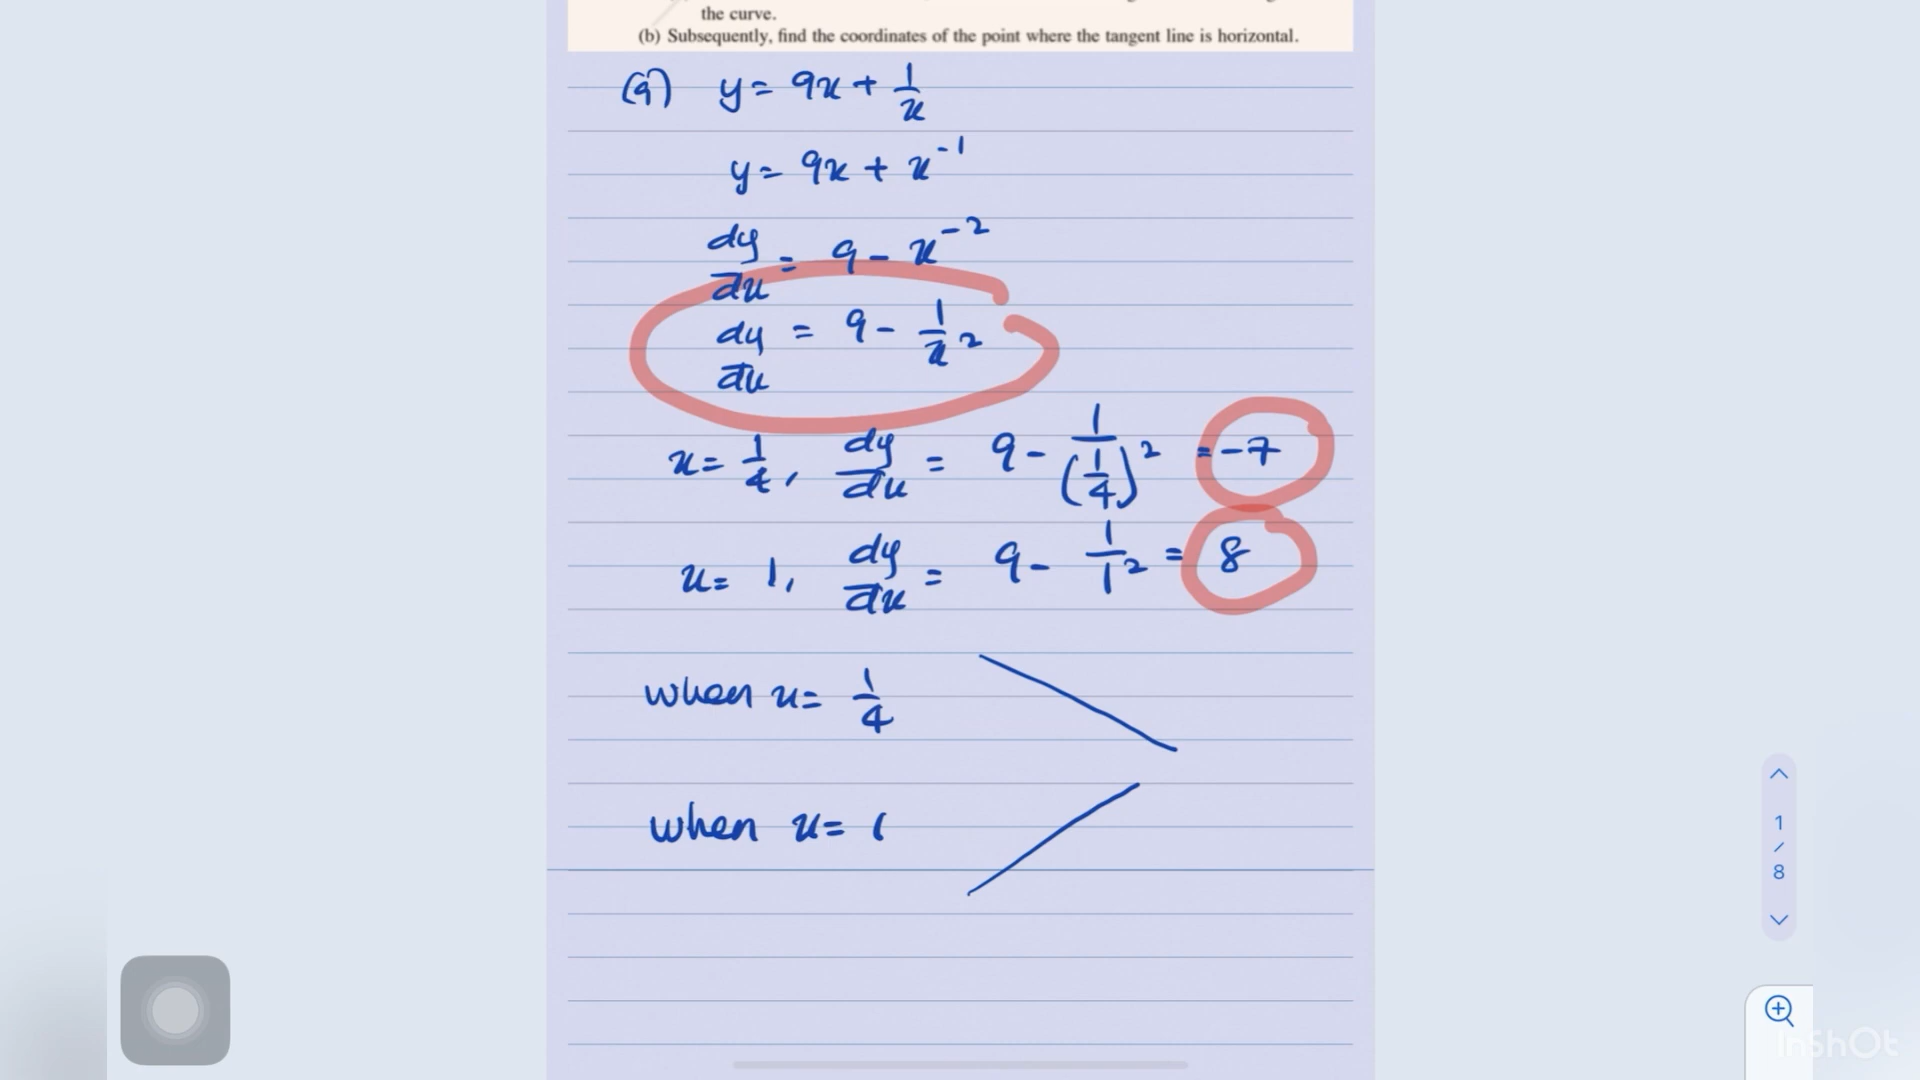 the curve.
(b) Subsequently, find the coordinates of the point where the tangent line is horizontal.
(a) y = 9x + 1/x
y = 9x + x⁻¹
dy/dx = 9 - x⁻²
dy/dx = 9 - 1/x²
x = 1/4, dy/dx = 9 - 1/(1/4)² = -7
x = 1, dy/dx = 9 - 1/1² = 8
when x = 1/4
when x = 1
1
/
8
InShOt